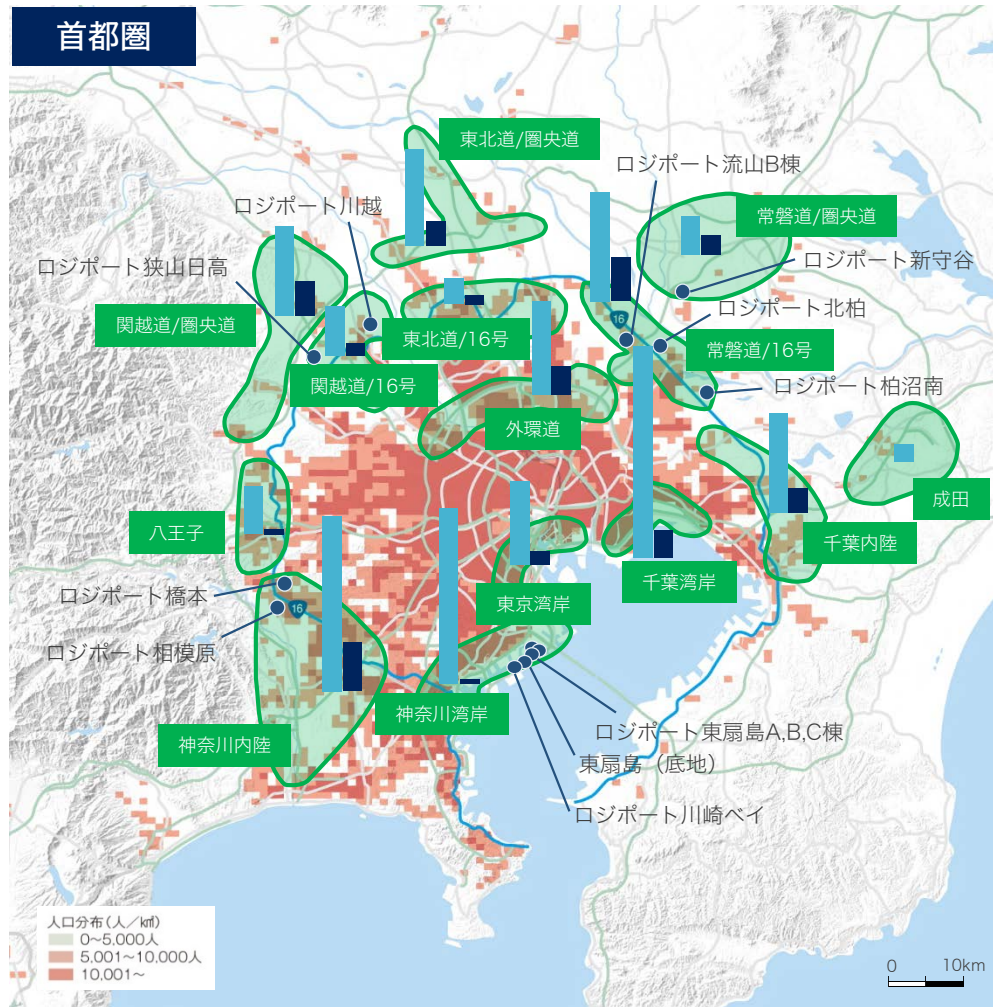 首都圏
東北道/圏央道
ロジポート流山B棟
ロジポート川越
常磐道/圏央道
ロジポート狭山日高
ロジポート新守谷
関越道/圏央道
16
ロジポート北柏
東北道/16号
常磐道/16号
関越道/16号
ロジポート柏沼南
外環道
成田
八王子
千葉内陸
千葉湾岸
ロジポート橋本
東京湾岸
16
ロジポート相模原
神奈川湾岸
ロジポート東扇島A,B,C棟
神奈川内陸
東扇島（底地）
ロジポート川崎ベイ
人口分布（人／k㎡）
0〜5,000人
5,001〜10,000人
10,001〜
0 10km